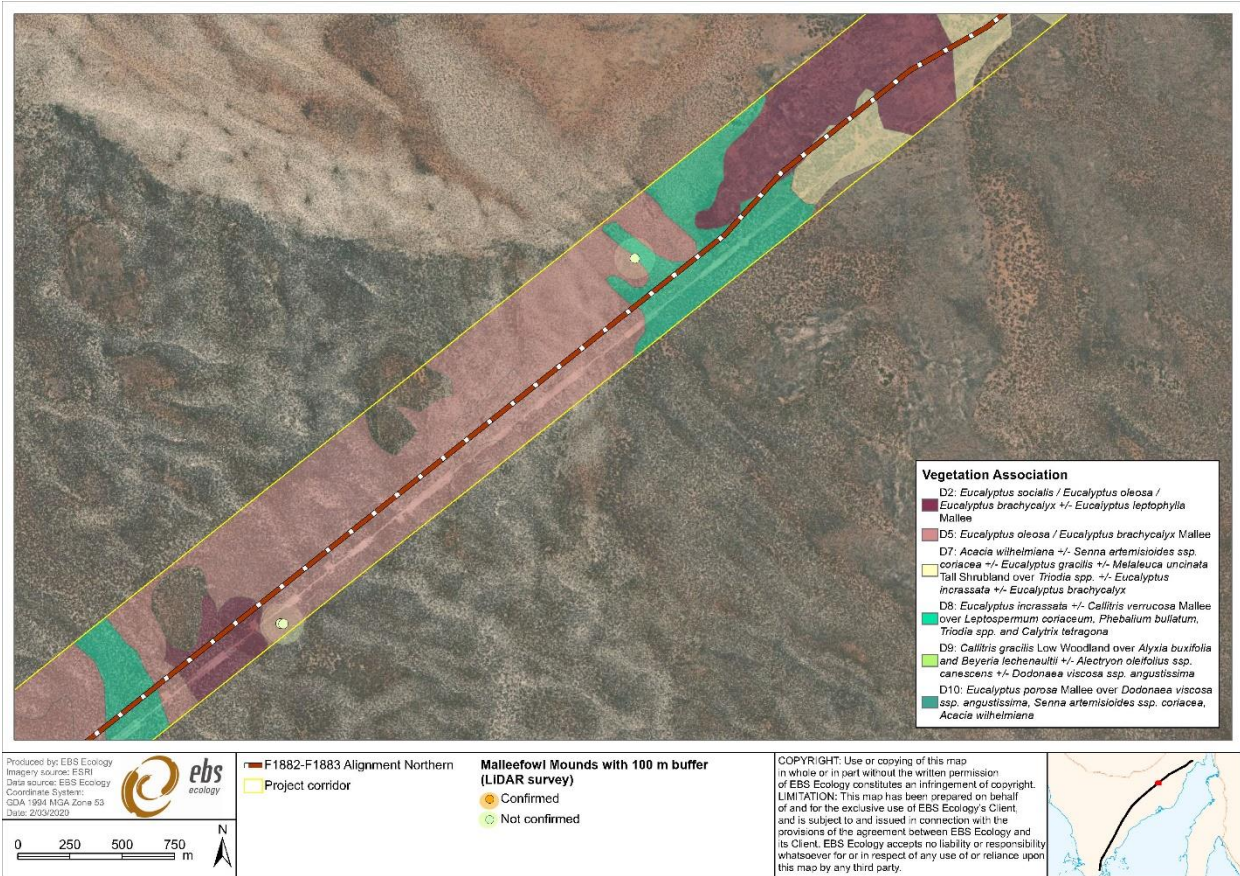 Vegetation Association
D2: Eucalyptus socialis / Eucalyptus oleosa /
Eucalyptus brachycalyx +/- Eucalyptus leptophylla
Mallee
D5: Eucalyptus oleosa / Eucalyptus brachycalyx Mallee
D7: Acacia wilhelmiana +/- Senna artemisioides ssp.
coriacea +/- Eucalyptus gracilis +/- Melaleuca uncinata
Tall Shrubland over Triodia spp. +/- Eucalyptus
incrassata +/- Eucalyptus brachycalyx
D8: Eucalyptus incrassata +/- Callitris verrucosa Mallee
over Leptospermum coriaceum, Phebalium bullatum,
Triodia spp. and Calytrix tetragona
D9: Callitris gracilis Low Woodland over Alyxia buxifolia
and Beyeria lechenaultii +/- Alectryon oleifolius ssp.
canescens +/- Dodonaea viscosa ssp. angustissima
D10: Eucalyptus porosa Mallee over Dodonaea viscosa
ssp. angustissima, Senna artemisioides ssp. coriacea,
Acacia wilhelmiana
Produced by: EBS Ecology
Imagery source: ESRI
Data source: EBS Ecology
Coordinate System:
GDA 1994 MGA Zone 53
Date: 2/03/2020
ebs
ecology
0 250 500 750
m
N
F1882-F1883 Alignment Northern
Project corridor
Malleefowl Mounds with 100 m buffer
(LiDAR survey)
Confirmed
Not confirmed
COPYRIGHT: Use or copying of this map
in whole or in part without the written permission
of EBS Ecology constitutes an infringement of copyright.
LIMITATION: This map has been prepared on behalf
of and for the exclusive use of EBS Ecology's Client,
and is subject to and issued in connection with the
provisions of the agreement between EBS Ecology and
its Client. EBS Ecology accepts no liability or responsibility
whatsoever for or in respect of any use of or reliance upon
this map by any third party.